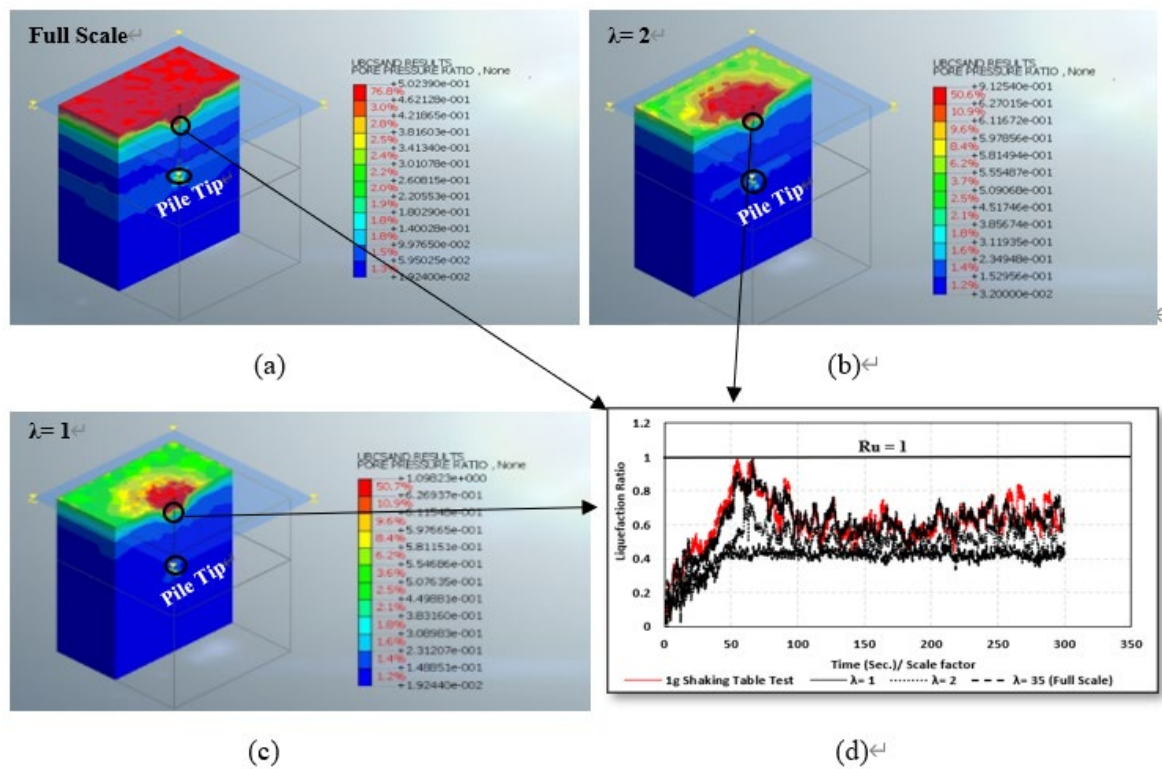 Full Scale↵
UBCSAND RESULTS
PORE PRESSURE RATIO , None
+5.02390e-001
76.8%
+4.62128e-001
3.0%
+4.21865e-001
2.8%
+3.81603e-001
2.5%
+3.41340e-001
2.4%
+3.01078e-001
2.2%
+2.60815e-001
2.0%
+2.20553e-001
1.9%
+1.80290e-001
1.8%
+1.40028e-001
1.8%
+9.97650e-002
1.5%
+5.95025e-002
1.3%
+1.92400e-002
Pile Tip↵
(a)
λ= 2↵
UBCSAND RESULTS
PORE PRESSURE RATIO , None
+9.12540e-001
50.6%
+6.27015e-001
10.9%
+6.11672e-001
9.6%
+5.97856e-001
8.4%
+5.81494e-001
6.2%
+5.55487e-001
3.7%
+5.09068e-001
2.5%
+4.51746e-001
2.1%
+3.85674e-001
1.8%
+3.11935e-001
1.6%
+2.34948e-001
1.4%
+1.52956e-001
1.2%
+3.20000e-002
Pile Tip↵
(b)↵
λ= 1↵
UBCSAND RESULTS
PORE PRESSURE RATIO , None
+1.09823e+000
50.7%
+6.26937e-001
10.9%
+6.11548e-001
9.6%
+5.97665e-001
8.4%
+5.81151e-001
6.2%
+5.54686e-001
3.6%
+5.07635e-001
2.5%
+4.49881e-001
2.1%
+3.83160e-001
1.8%
+3.08983e-001
1.6%
+2.31207e-001
1.4%
+1.48851e-001
1.2%
+1.92440e-002
Pile Tip↵
(c)
Liquefaction Ratio
1.2
1
0.8
0.6
0.4
0.2
0
Ru = 1
0 50 100 150 200 250 300 350
Time (Sec.)/ Scale factor
1g Shaking Table Test λ= 1 λ= 2 λ= 35 (Full Scale)
(d)↵